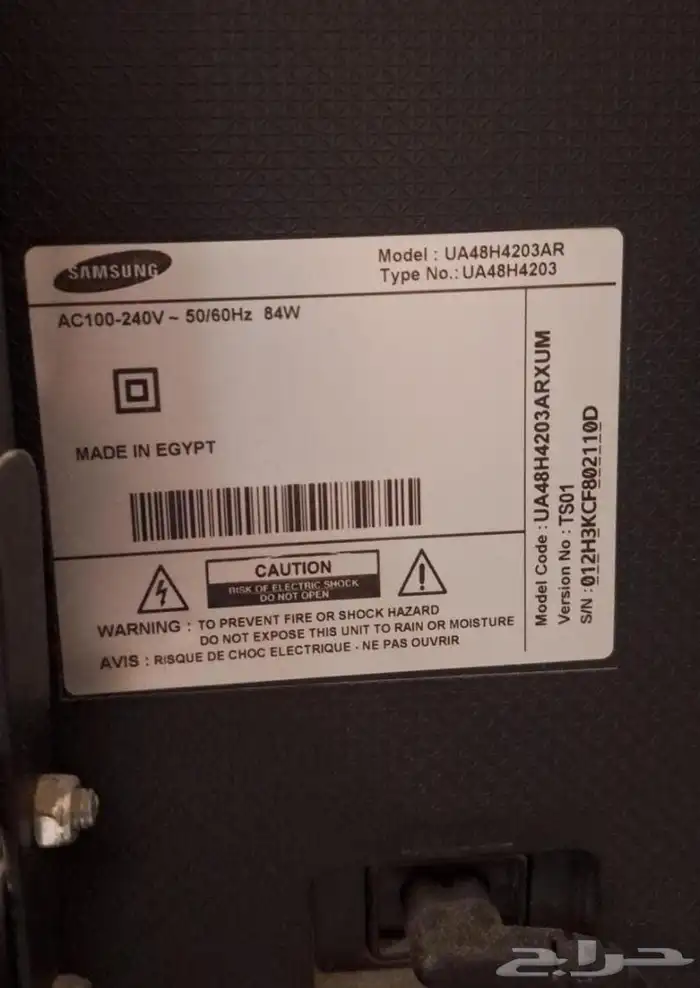 SAMSUNG
Model : UA48H4203AR
Type No.: UA48H4203
AC100-240V ~ 50/60Hz 84W
MADE IN EGYPT
CAUTION
RISK OF ELECTRIC SHOCK
DO NOT OPEN
WARNING : TO PREVENT FIRE OR SHOCK HAZARD
DO NOT EXPOSE THIS UNIT TO RAIN OR MOISTURE
AVIS : RISQUE DE CHOC ELECTRIQUE - NE PAS OUVRIR
Model Code : UA48H4203ARXUM
Version No : TS01
S/N : 012H3KCF802110D
حراج